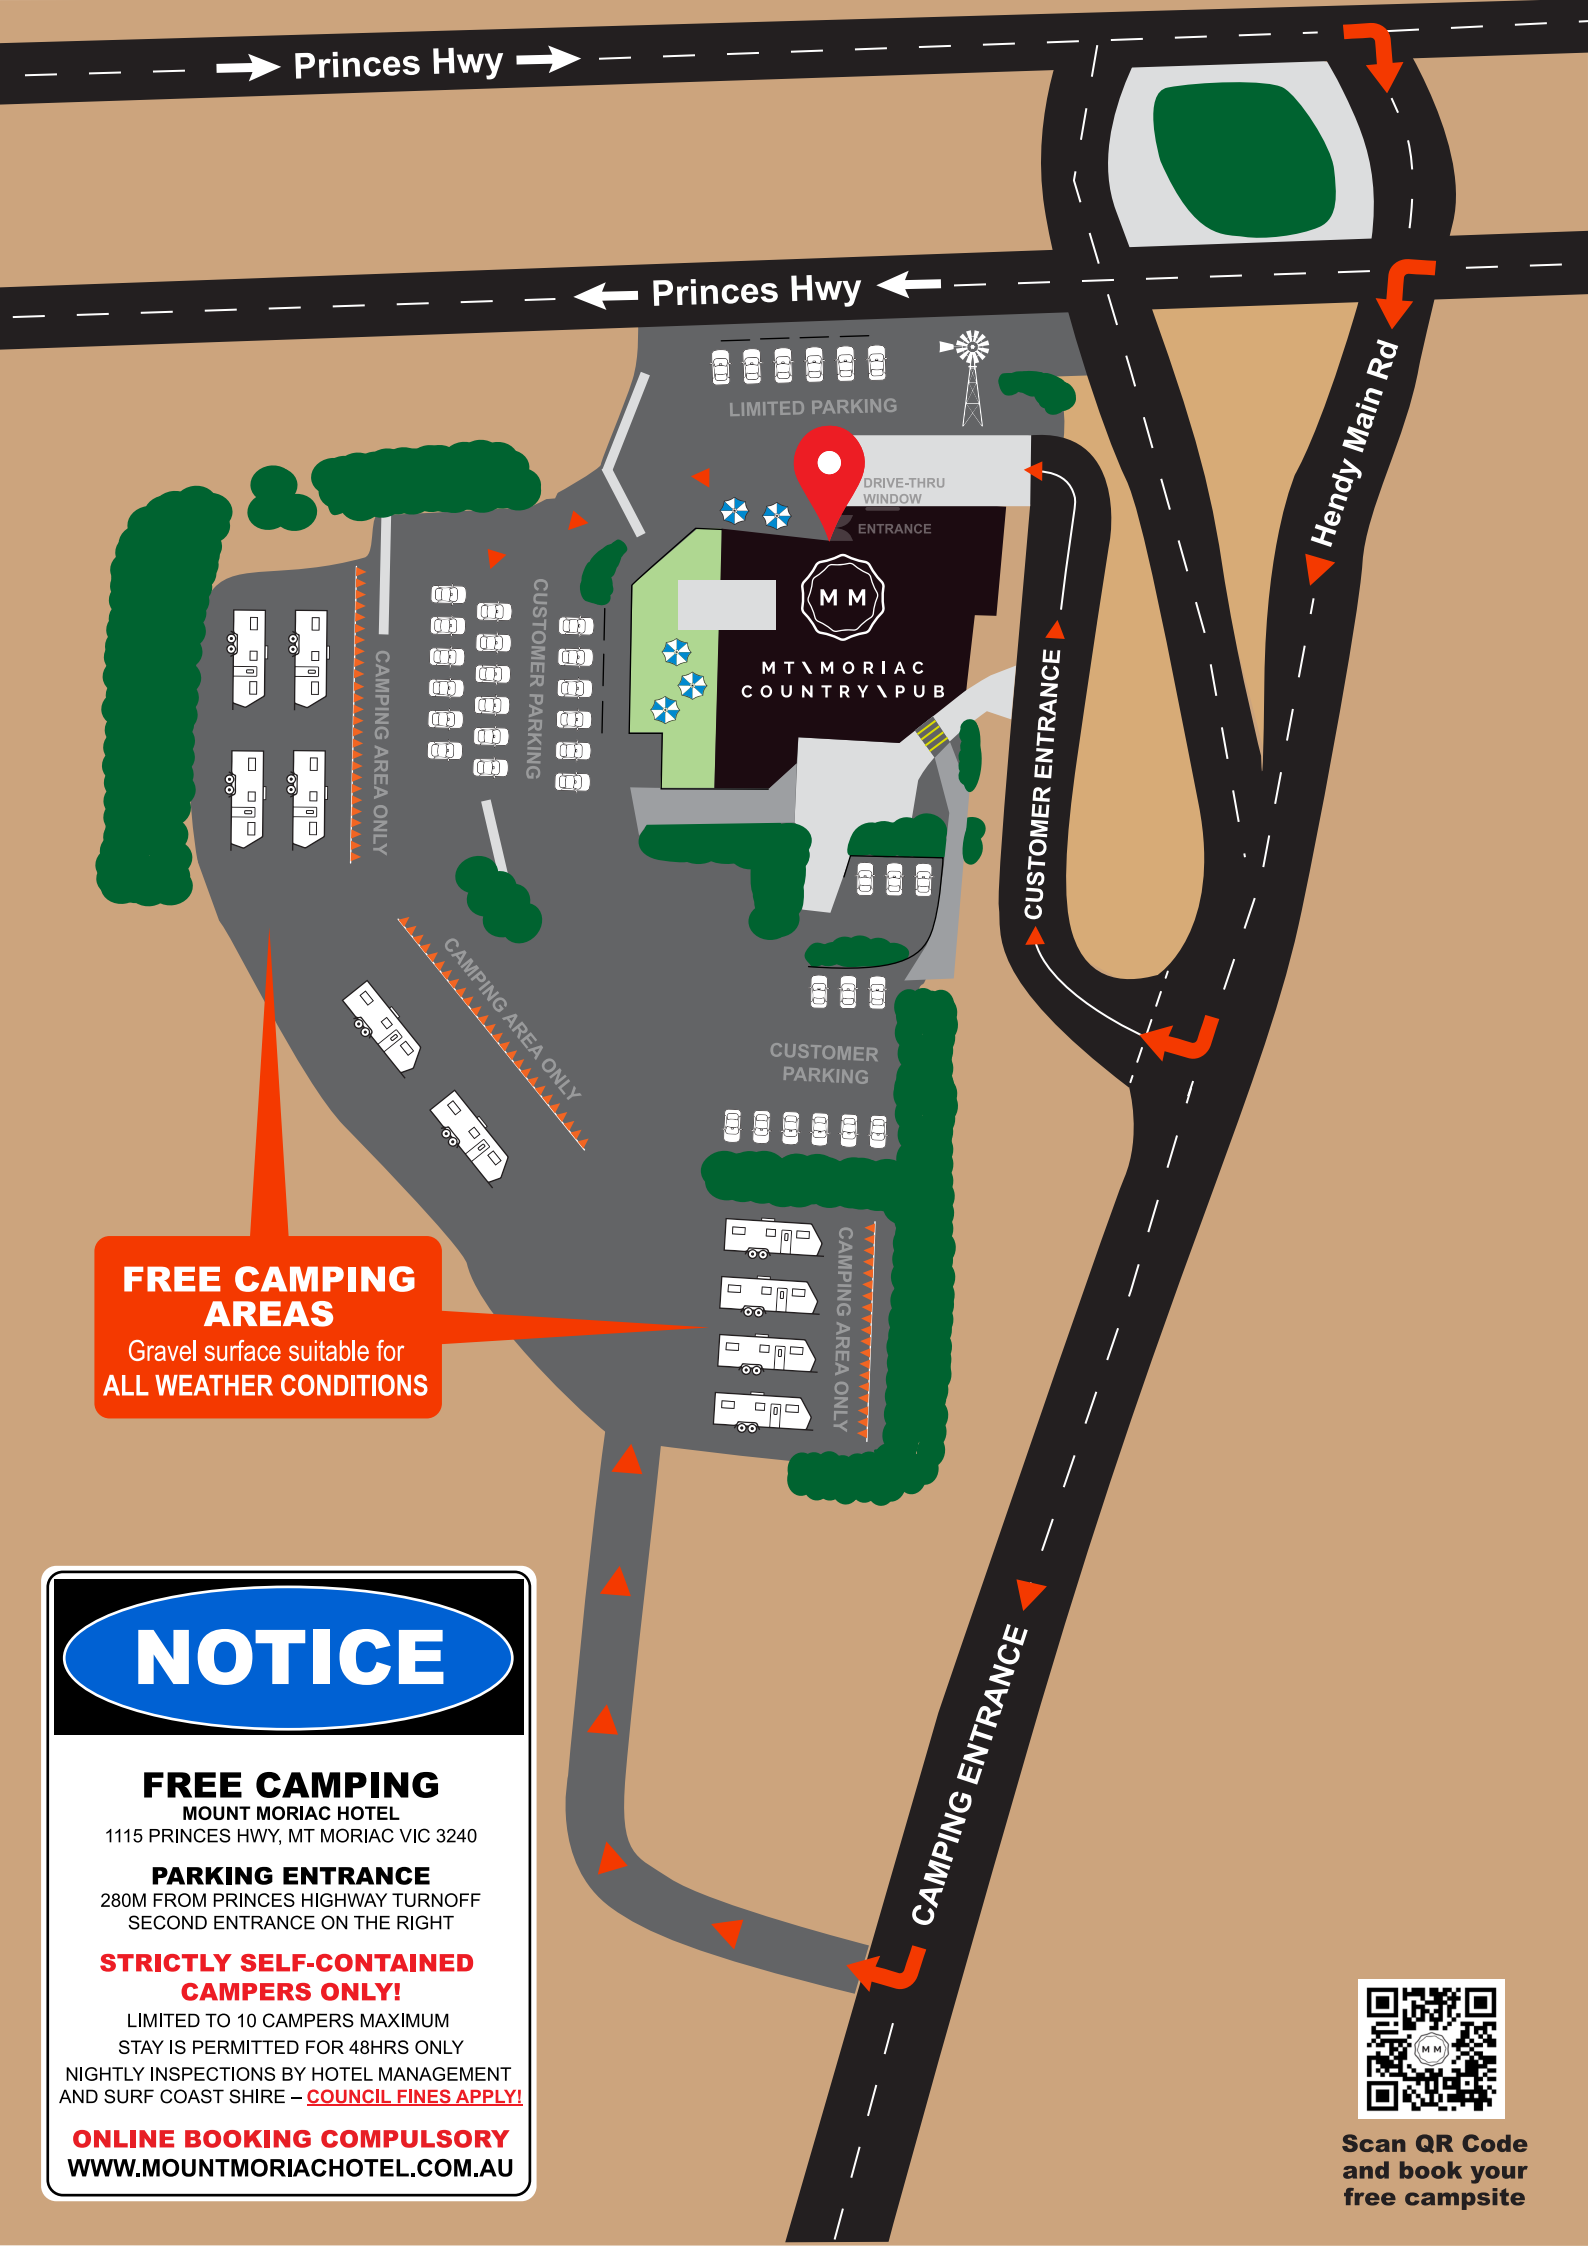 Princes Hwy
Princes Hwy
Hendy Main Rd
LIMITED PARKING
DRIVE-THRU
WINDOW
ENTRANCE
M M
MT\MORIAC
COUNTRY\PUB
CUSTOMER PARKING
CAMPING AREA ONLY
CUSTOMER ENTRANCE
CAMPING AREA ONLY
CUSTOMER
PARKING
CAMPING AREA ONLY
FREE CAMPING
AREAS
Gravel surface suitable for
ALL WEATHER CONDITIONS
CAMPING ENTRANCE
NOTICE
FREE CAMPING
MOUNT MORIAC HOTEL
1115 PRINCES HWY, MT MORIAC VIC 3240
PARKING ENTRANCE
280M FROM PRINCES HIGHWAY TURNOFF
SECOND ENTRANCE ON THE RIGHT
STRICTLY SELF-CONTAINED
CAMPERS ONLY!
LIMITED TO 10 CAMPERS MAXIMUM
STAY IS PERMITTED FOR 48HRS ONLY
NIGHTLY INSPECTIONS BY HOTEL MANAGEMENT
AND SURF COAST SHIRE – COUNCIL FINES APPLY!
ONLINE BOOKING COMPULSORY
WWW.MOUNTMORIACHOTEL.COM.AU
M M
Scan QR Code
and book your
free campsite